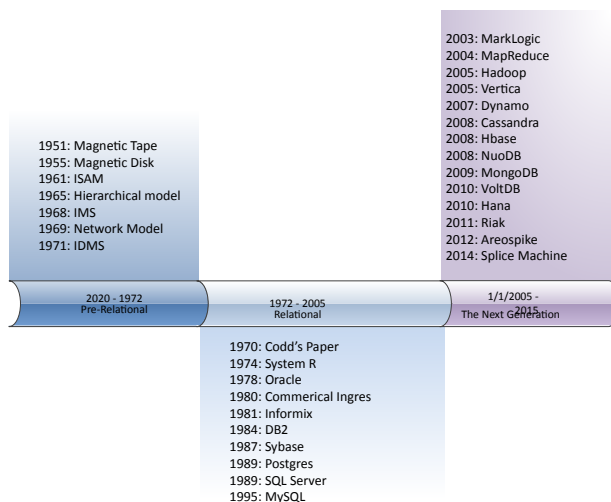 2003: MarkLogic
2004: MapReduce
2005: Hadoop
2005: Vertica
2007: Dynamo
2008: Cassandra
2008: Hbase
2008: NuoDB
2009: MongoDB
2010: VoltDB
2010: Hana
2011: Riak
2012: Areospike
2014: Splice Machine
1951: Magnetic Tape
1955: Magnetic Disk
1961: ISAM
1965: Hierarchical model
1968: IMS
1969: Network Model
1971: IDMS
2020 - 1972
Pre-Relational
1972 - 2005
Relational
1/1/2005 -
2015
The Next Generation
1970: Codd's Paper
1974: System R
1978: Oracle
1980: Commerical Ingres
1981: Informix
1984: DB2
1987: Sybase
1989: Postgres
1989: SQL Server
1995: MySQL